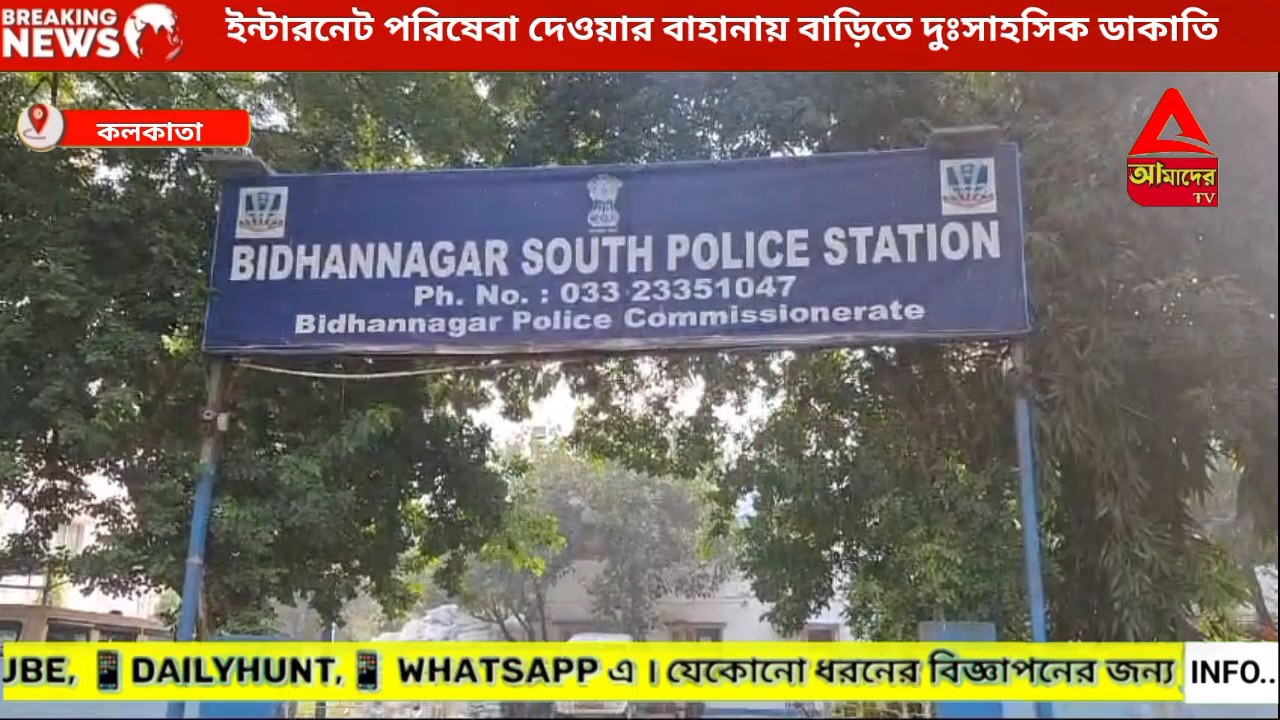 BREAKING
NEWS
ইন্টারনেট পরিষেবা দেওয়ার বাহানায় বাড়িতে দুঃসাহসিক ডাকাতি
কলকাতা
আমাদের
TV
BIDHANNAGAR SOUTH POLICE STATION
Ph. No. : 033 23351047
Bidhannagar Police Commissionerate
UBE, 📱 DAILYHUNT, 📱 WHATSAPP এ । যেকোনো ধরনের বিজ্ঞাপনের জন্য INFO..